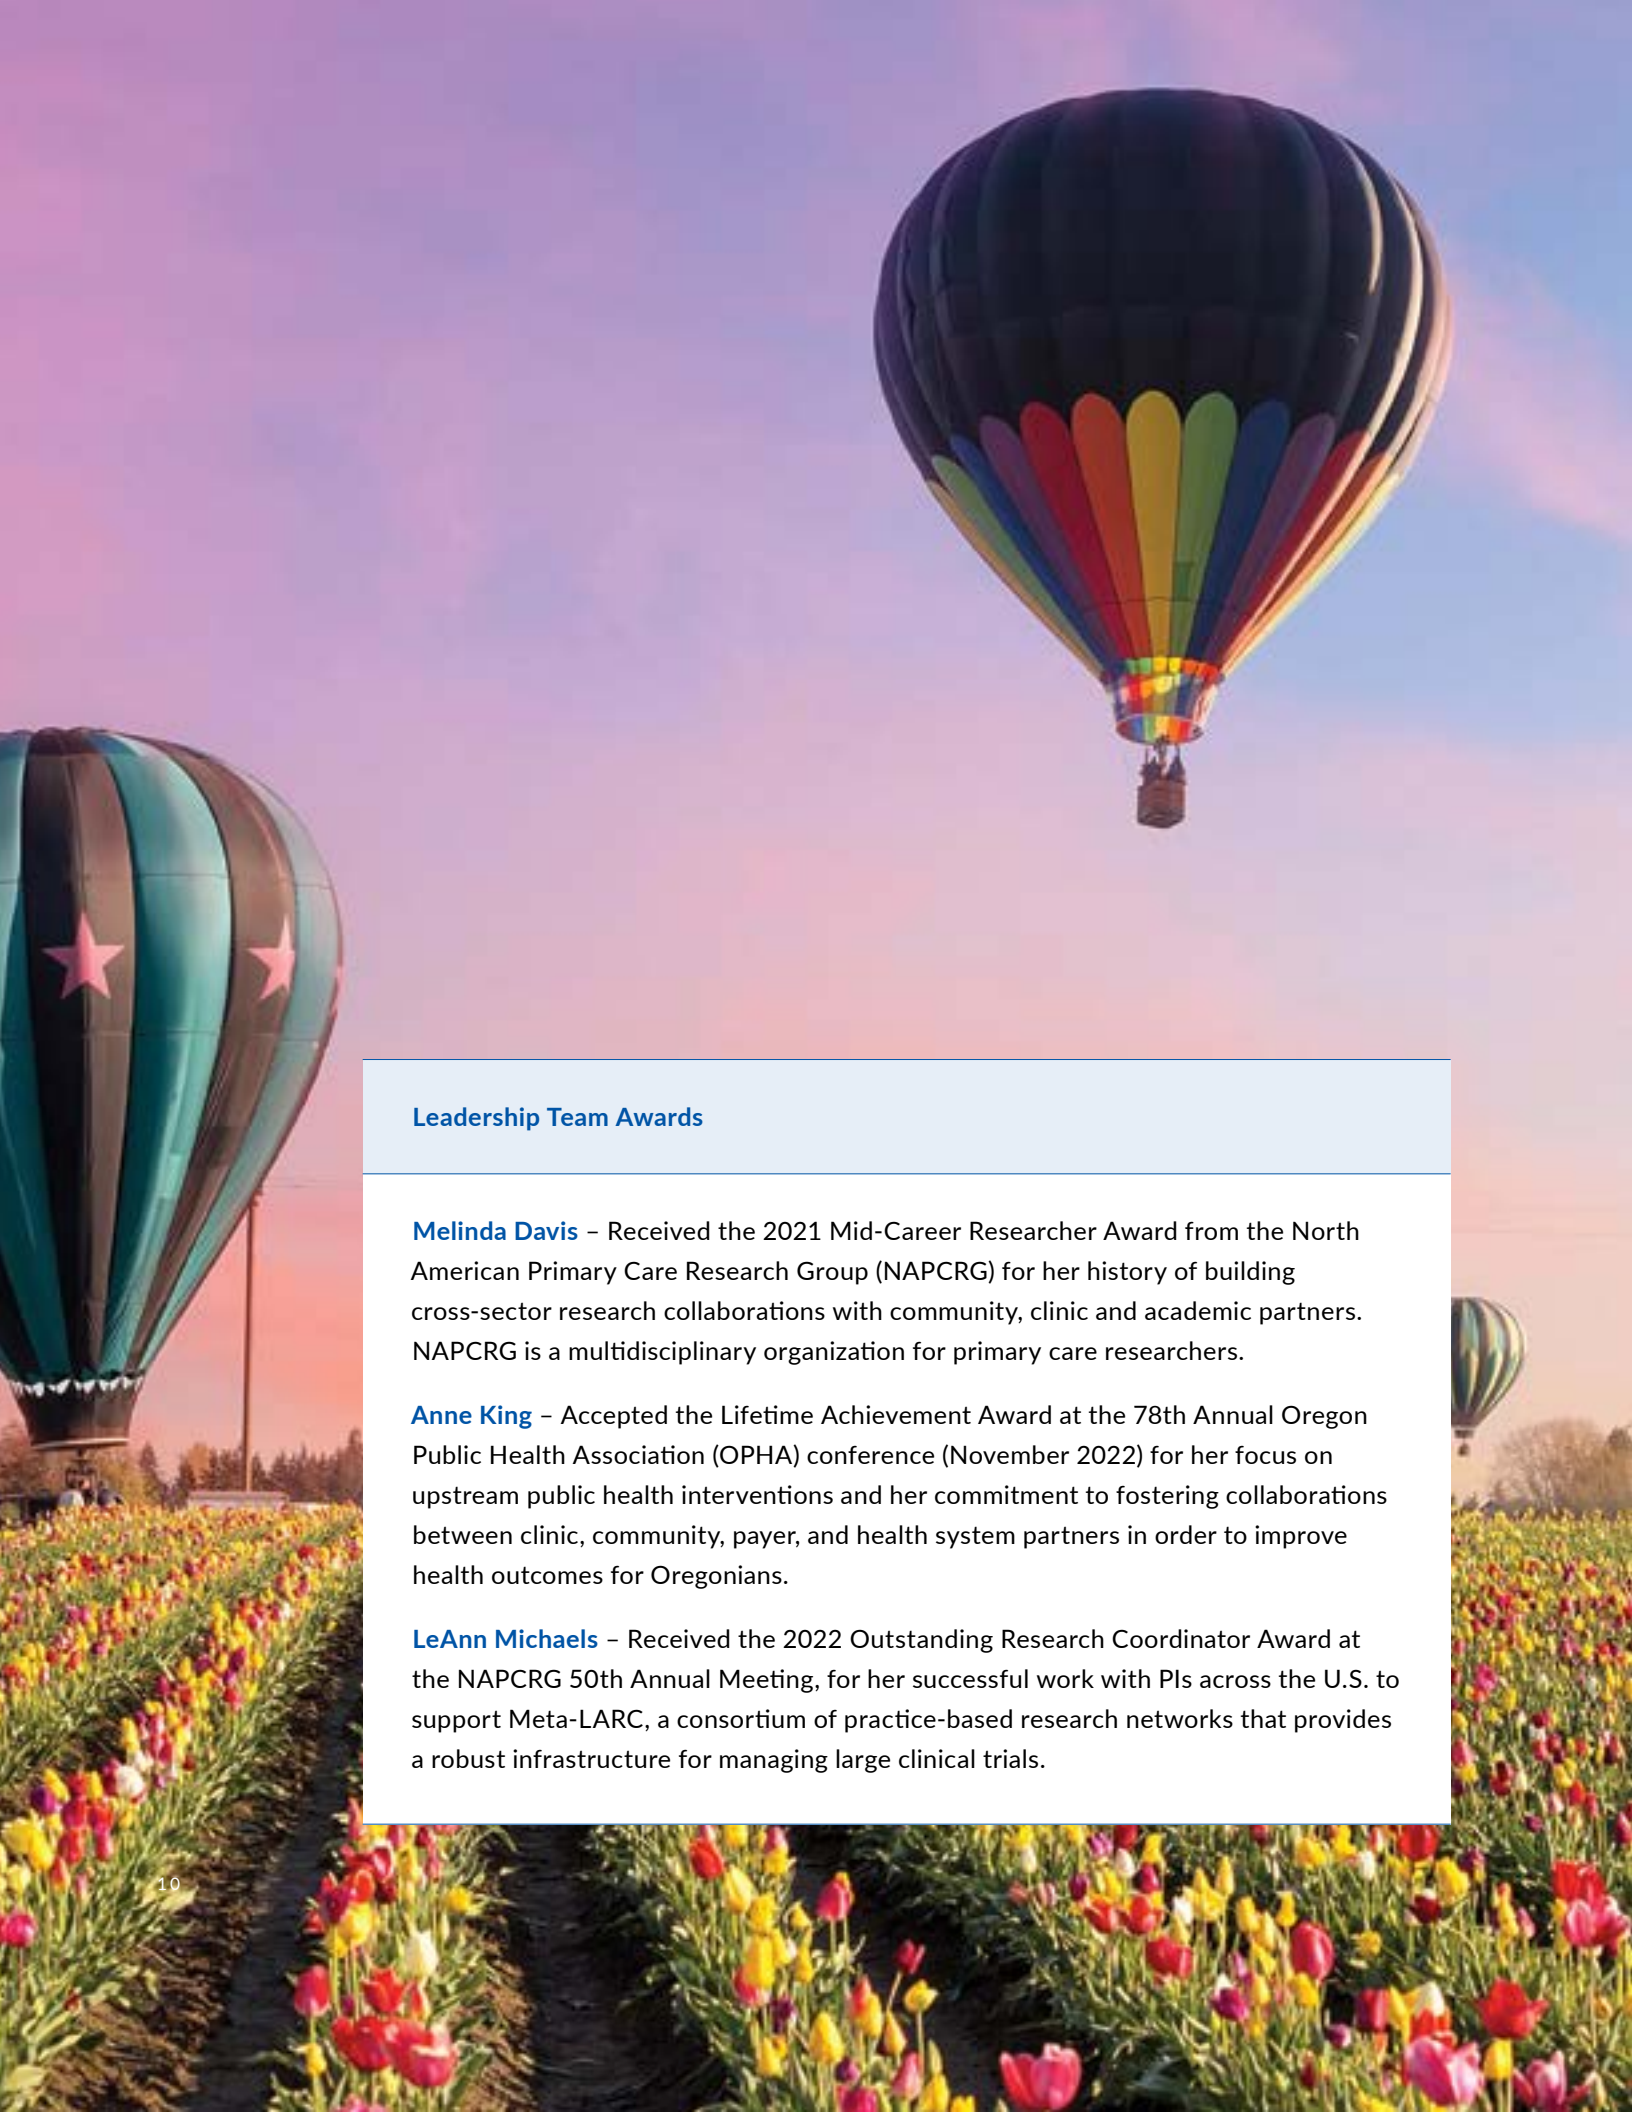 Leadership Team Awards
Melinda Davis – Received the 2021 Mid-Career Researcher Award from the North
American Primary Care Research Group (NAPCRG) for her history of building
cross-sector research collaborations with community, clinic and academic partners.
NAPCRG is a multidisciplinary organization for primary care researchers.
Anne King – Accepted the Lifetime Achievement Award at the 78th Annual Oregon
Public Health Association (OPHA) conference (November 2022) for her focus on
upstream public health interventions and her commitment to fostering collaborations
between clinic, community, payer, and health system partners in order to improve
health outcomes for Oregonians.
LeAnn Michaels – Received the 2022 Outstanding Research Coordinator Award at
the NAPCRG 50th Annual Meeting, for her successful work with PIs across the U.S. to
support Meta-LARC, a consortium of practice-based research networks that provides
a robust infrastructure for managing large clinical trials.
10